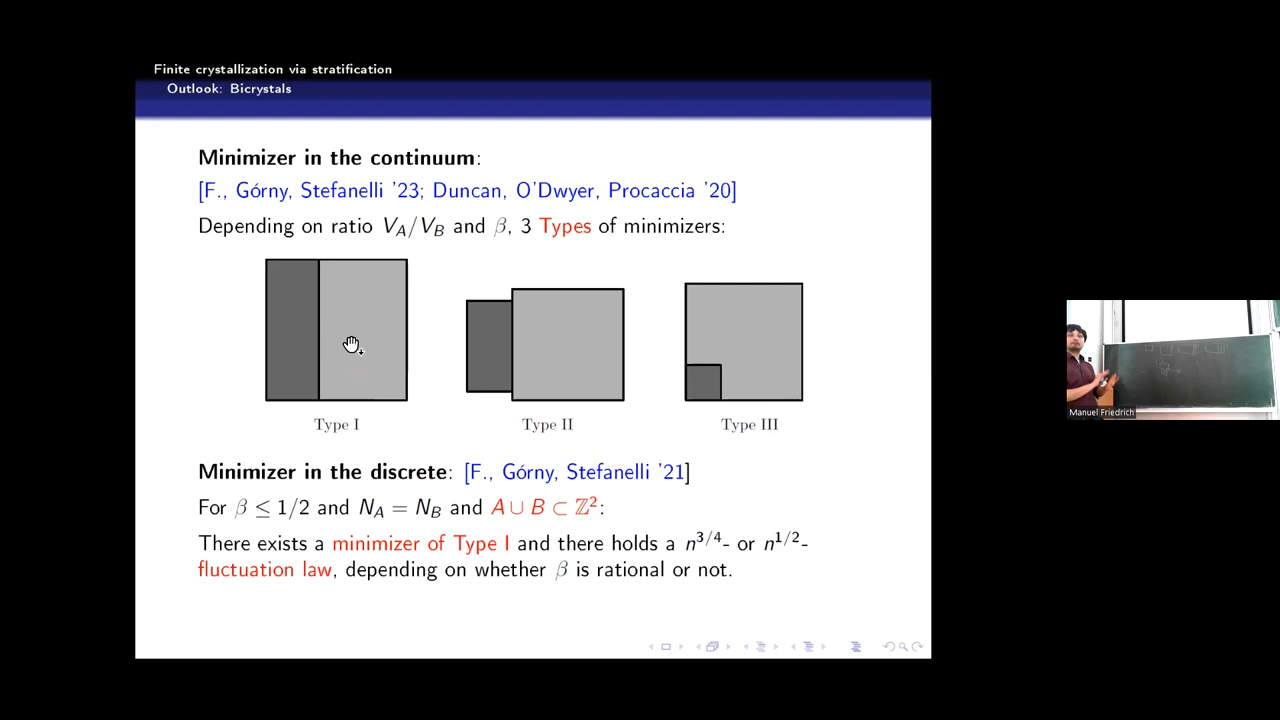 Finite crystallization via stratification
Outlook: Bicrystals
Minimizer in the continuum:
[F., Górny, Stefanelli '23; Duncan, O'Dwyer, Procaccia '20]
Depending on ratio V_A/V_B and β, 3 Types of minimizers:
Type I
Type II
Type III
Minimizer in the discrete: [F., Górny, Stefanelli '21]
For β ≤ 1/2 and N_A = N_B and A ∪ B ⊂ ℤ²:
There exists a minimizer of Type I and there holds a n^{3/4}- or n^{1/2}-
fluctuation law, depending on whether β is rational or not.
Manuel Friedrich